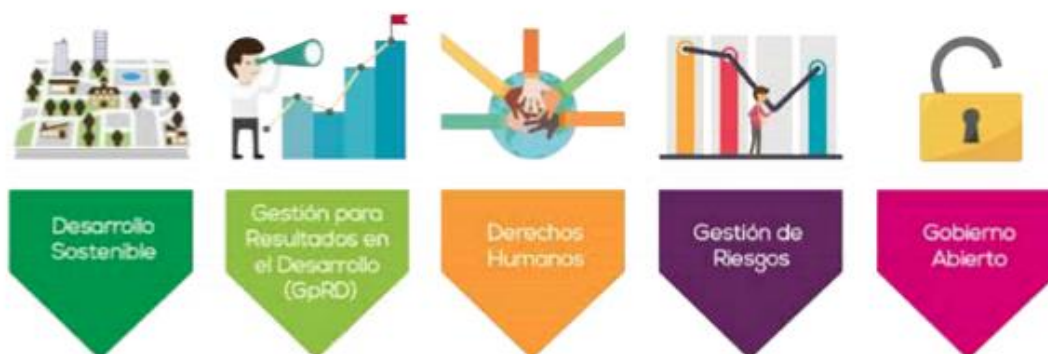 Desarrollo
Sostenible
Gestión para
Resultados en
el Desarrollo
(GpRD)
Derechos
Humanos
Gestión de
Riesgos
Gobierno
Abierto